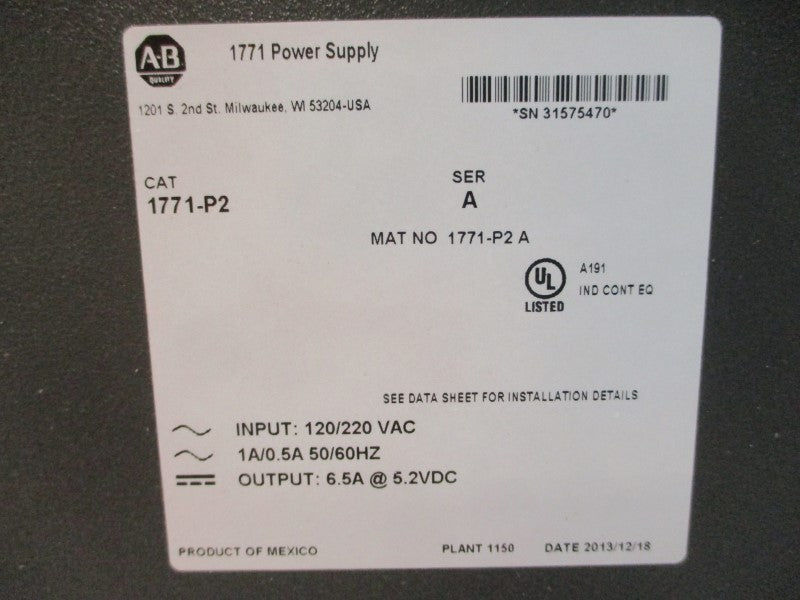 A-B
QUALITY
1771 Power Supply
1201 S. 2nd St. Milwaukee, WI 53204-USA
*SN 31575470*
CAT
1771-P2
SER
A
MAT NO 1771-P2 A
UL
LISTED
A191
IND CONT EQ
SEE DATA SHEET FOR INSTALLATION DETAILS
INPUT: 120/220 VAC
1A/0.5A 50/60HZ
OUTPUT: 6.5A @ 5.2VDC
PRODUCT OF MEXICO
PLANT 1150
DATE 2013/12/18